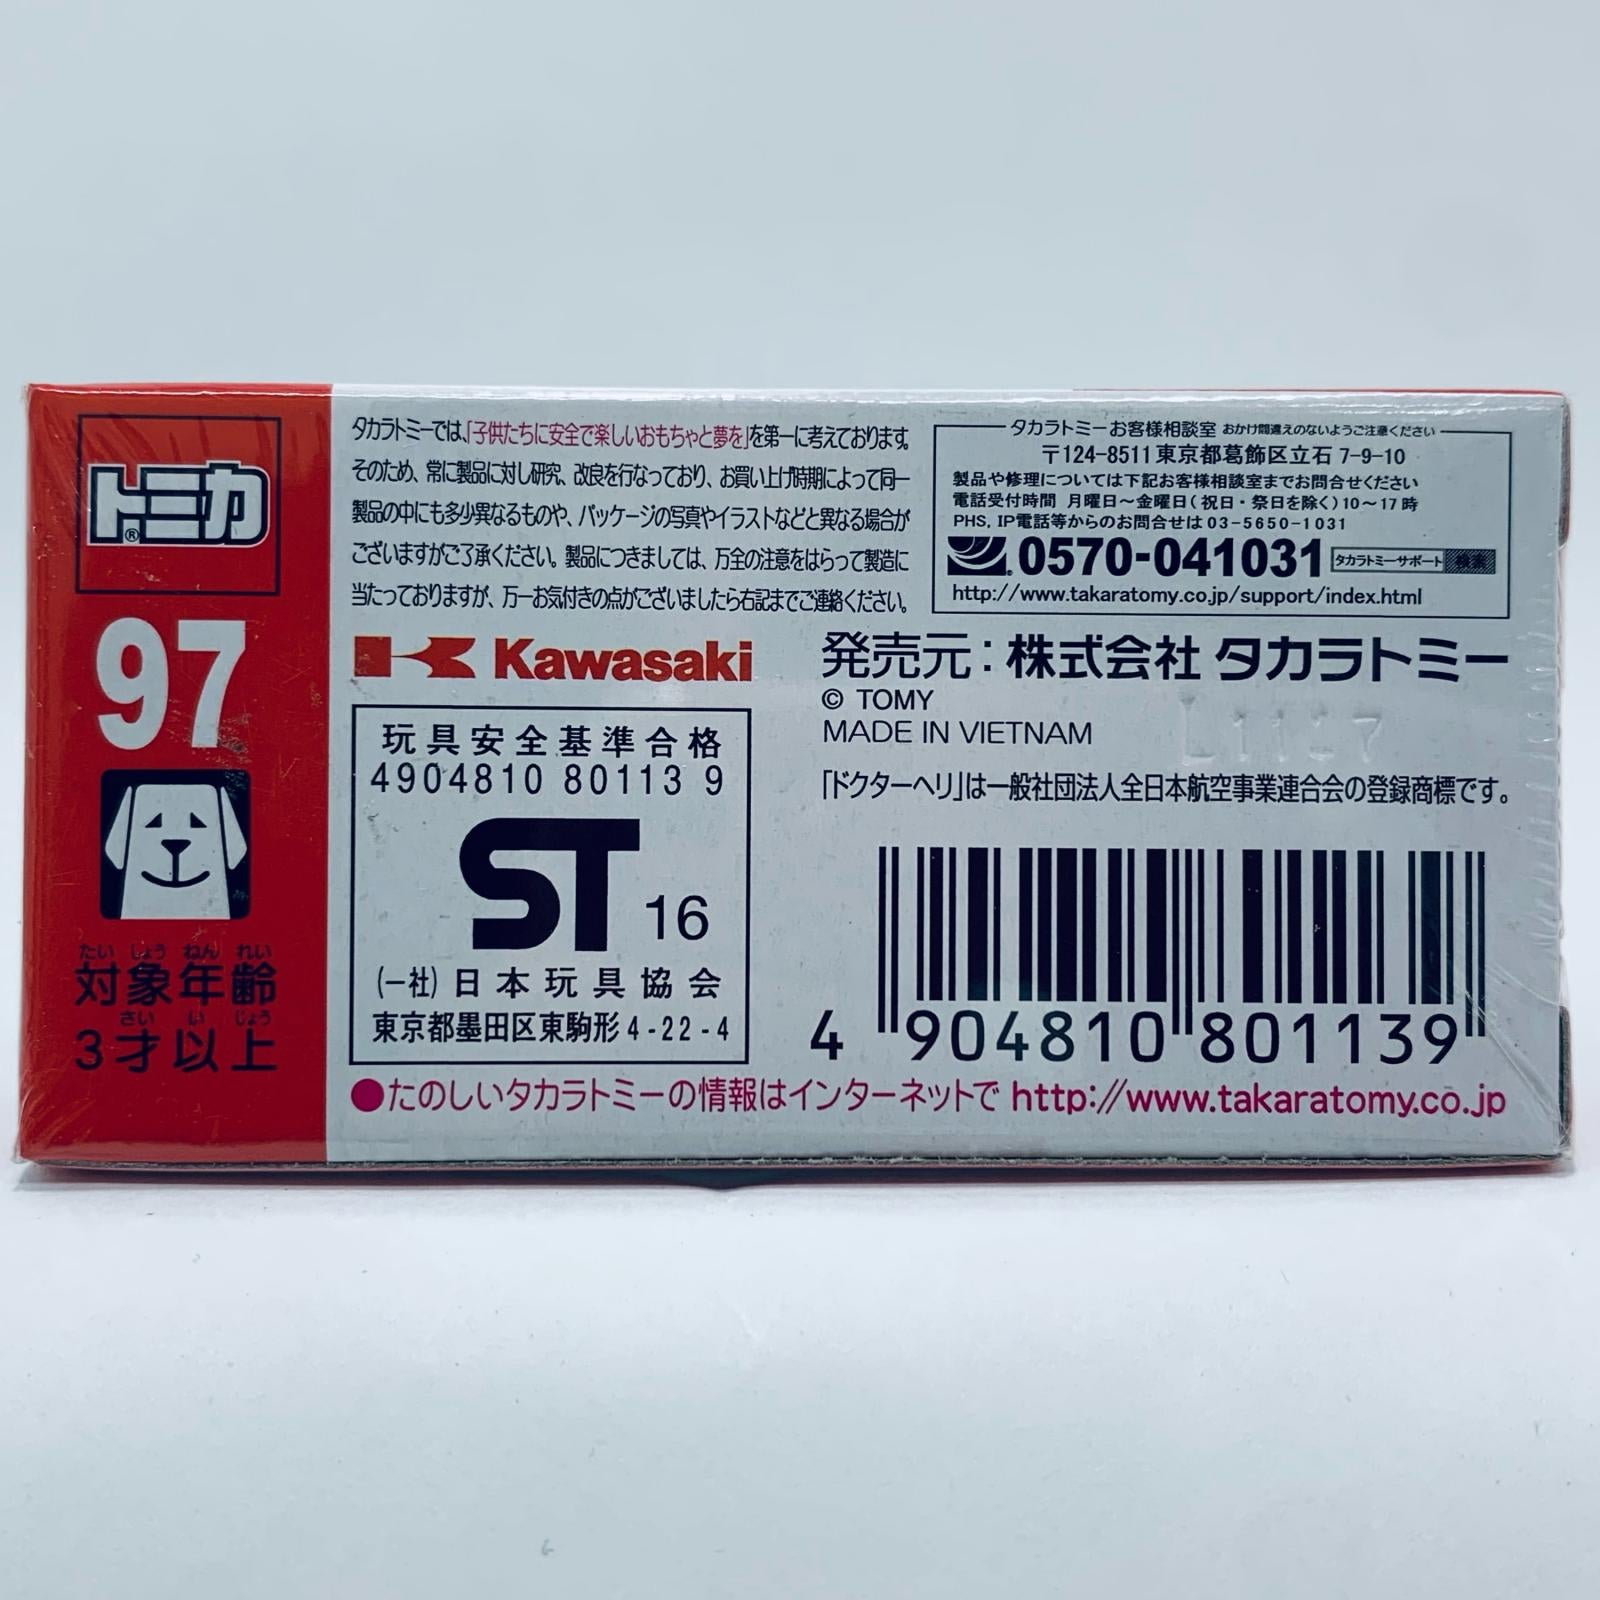 トミカ®
97
たい しょう ねん れい
対象年齢
さい い じょう
3才以上
タカラトミーでは、「子供たちに安全で楽しいおもちゃと夢を」を第一に考えております。
そのため、常に製品に対し研究、改良を行なっており、お買い上げ時期によって同一
製品の中にも多少異なるものや、パッケージの写真やイラストなどと異なる場合が
ございますがご了承ください。製品につきましては、万全の注意をはらって製造に
当たっておりますが、万一お気付きの点がございましたら右記までご連絡ください。
Kawasaki
玩具安全基準合格
4904810 80113 9
ST 16
(一社)日本玩具協会
東京都墨田区東駒形4-22-4
タカラトミーお客様相談室 おかけ間違えのないようご注意ください
〒124-8511 東京都葛飾区立石 7-9-10
製品や修理については下記お客様相談室までお問合せください
電話受付時間 月曜日～金曜日(祝日・祭日を除く)10～17時
PHS, IP電話等からのお問合せは 03-5650-1031
0570-041031 タカラトミーサポート 検索
http://www.takaratomy.co.jp/support/index.html
発売元:株式会社 タカラトミー
© TOMY
MADE IN VIETNAM
「ドクターヘリ」は一般社団法人全日本航空事業連合会の登録商標です。
4 904810 801139
●たのしいタカラトミーの情報はインターネットで http://www.takaratomy.co.jp